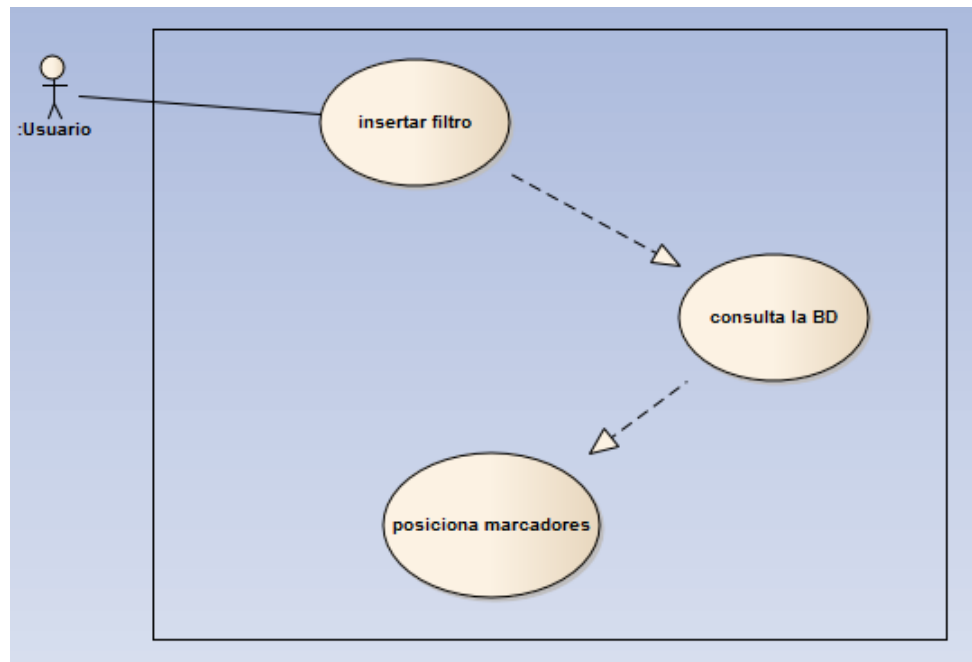 :Usuario
insertar filtro
consulta la BD
posiciona marcadores